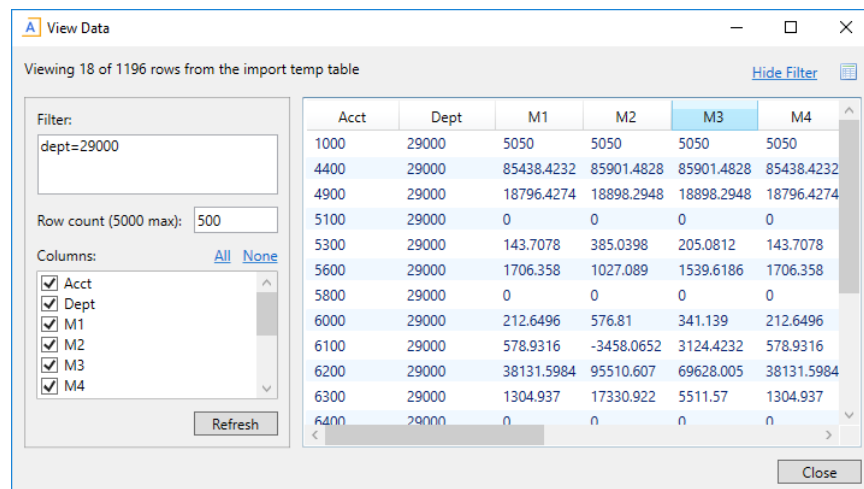 A View Data
Viewing 18 of 1196 rows from the import temp table
Hide Filter
Filter:
dept=29000
Row count (5000 max): 500
Columns: All None
Acct
Dept
M1
M2
M3
M4
Refresh
Acct Dept M1 M2 M3 M4
1000 29000 5050 5050 5050 5050
4400 29000 85438.4232 85901.4828 85901.4828 85438.4232
4900 29000 18796.4274 18898.2948 18898.2948 18796.4274
5100 29000 0 0 0 0
5300 29000 143.7078 385.0398 205.0812 143.7078
5600 29000 1706.358 1027.089 1539.6186 1706.358
5800 29000 0 0 0 0
6000 29000 212.6496 576.81 341.139 212.6496
6100 29000 578.9316 -3458.0652 3124.4232 578.9316
6200 29000 38131.5984 95510.607 69628.005 38131.5984
6300 29000 1304.937 17330.922 5511.57 1304.937
6400 29000 0 0 0 0
Close